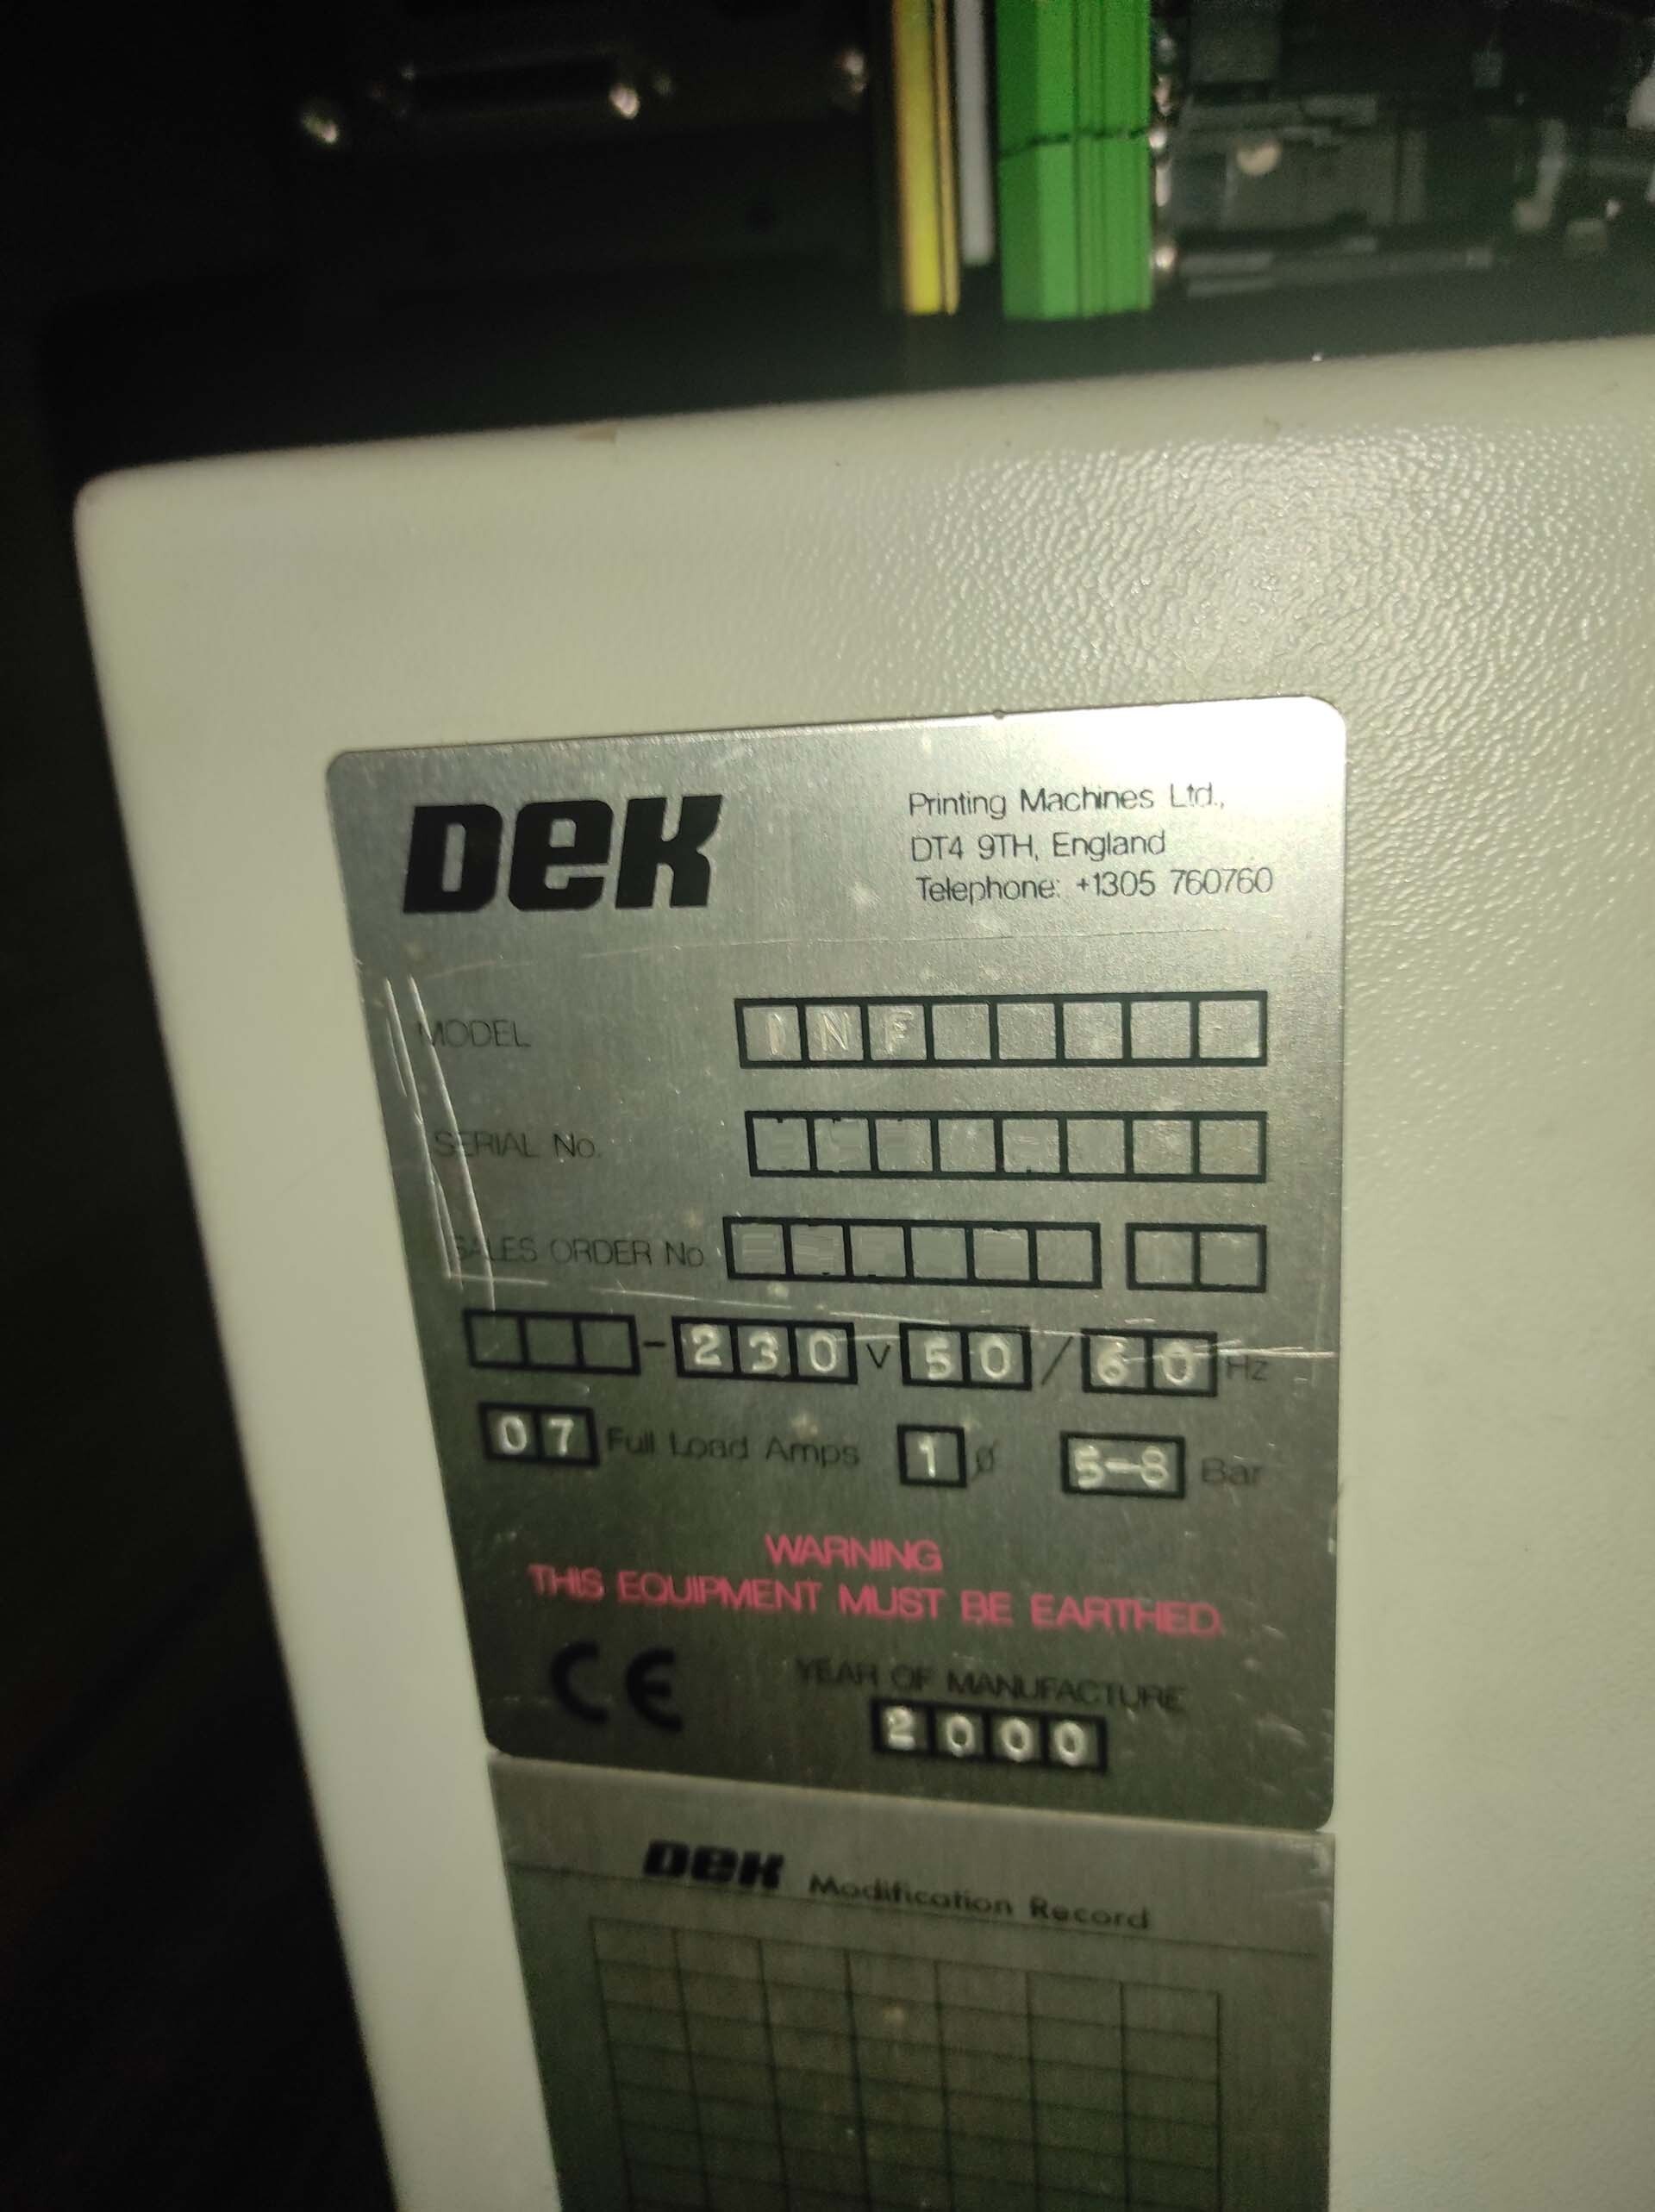 DEK
Printing Machines Ltd.,
DT4 9TH, England
Telephone: +1305 760760
MODEL INF
SERIAL No.
SALES ORDER No.
-230 V 50/60 Hz
07 Full Load Amps 1 ø 5-8 Bar
WARNING
THIS EQUIPMENT MUST BE EARTHED.
CE YEAR OF MANUFACTURE
2000
DEK Modification Record